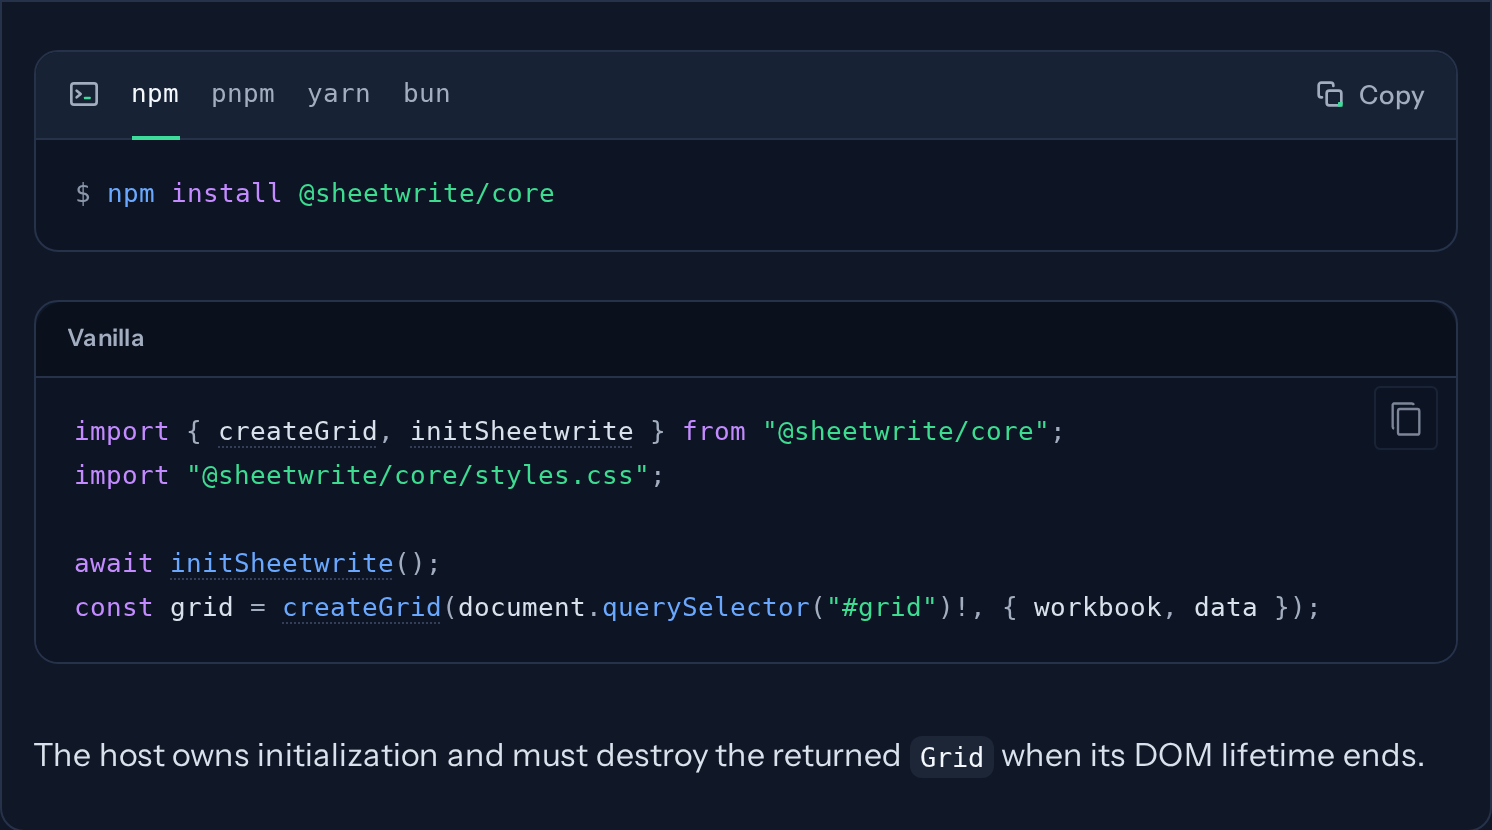 npm pnpm yarn bun Copy
$ npm install @sheetwrite/core
Vanilla
import { createGrid, initSheetwrite } from "@sheetwrite/core";
import "@sheetwrite/core/styles.css";
await initSheetwrite();
const grid = createGrid(document.querySelector("#grid")!, { workbook, data });
The host owns initialization and must destroy the returned Grid when its DOM lifetime ends.